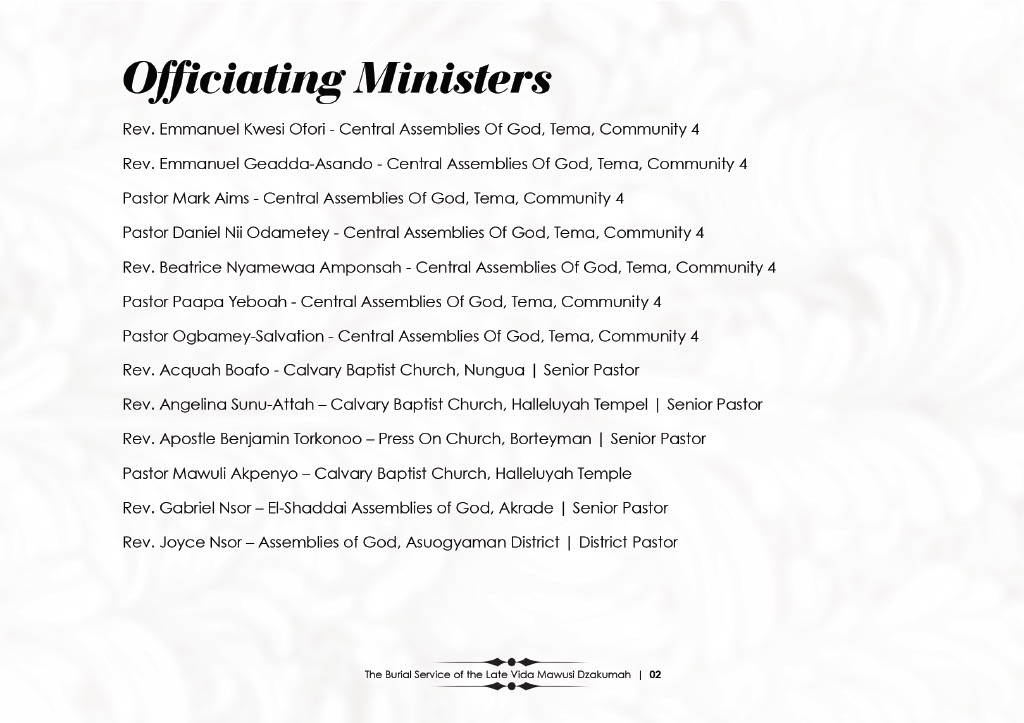 Officiating Ministers
Rev. Emmanuel Kwesi Ofori - Central Assemblies Of God, Tema, Community 4
Rev. Emmanuel Geadda-Asando - Central Assemblies Of God, Tema, Community 4
Pastor Mark Aims - Central Assemblies Of God, Tema, Community 4
Pastor Daniel Nii Odametey - Central Assemblies Of God, Tema, Community 4
Rev. Beatrice Nyamewaa Amponsah - Central Assemblies Of God, Tema, Community 4
Pastor Paapa Yeboah - Central Assemblies Of God, Tema, Community 4
Pastor Ogbamey-Salvation - Central Assemblies Of God, Tema, Community 4
Rev. Acquah Boafo - Calvary Baptist Church, Nungua | Senior Pastor
Rev. Angelina Sunu-Attah – Calvary Baptist Church, Halleluyah Tempel | Senior Pastor
Rev. Apostle Benjamin Torkonoo – Press On Church, Borteyman | Senior Pastor
Pastor Mawuli Akpenyo – Calvary Baptist Church, Halleluyah Temple
Rev. Gabriel Nsor – El-Shaddai Assemblies of God, Akrade | Senior Pastor
Rev. Joyce Nsor – Assemblies of God, Asuogyaman District | District Pastor
The Burial Service of the Late Vida Mawusi Dzakumah | 02